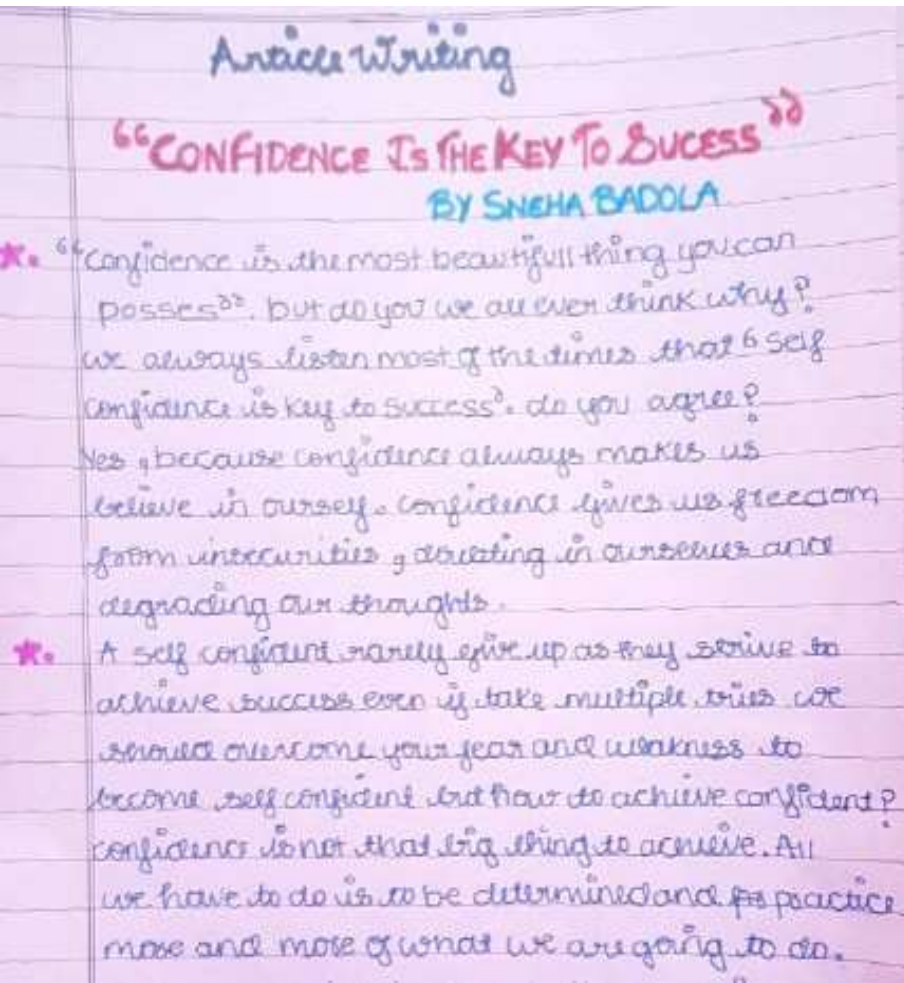 Article Writing
“CONFIDENCE IS THE KEY TO SUCESS”
BY SNEHA BADOLA
“Confidence is the most beautifull thing you can
posses”. but do you we all ever think why?
we always listen most of the times that ‘self
confidence is key to success’. do you agree?
Yes, because confidence always makes us
believe in ourself. confidence gives us freedom
from insecurities, doubting in ourselves and
degrading our thoughts.
A self confident rarely give up as they strive to
achieve success even if take multiple tries we
should overcome your fear and weakness to
become self confident but how to achieve confident?
confidence is not that big thing to achieve. All
we have to do is to be determined and practice
more and more of what we are going to do.